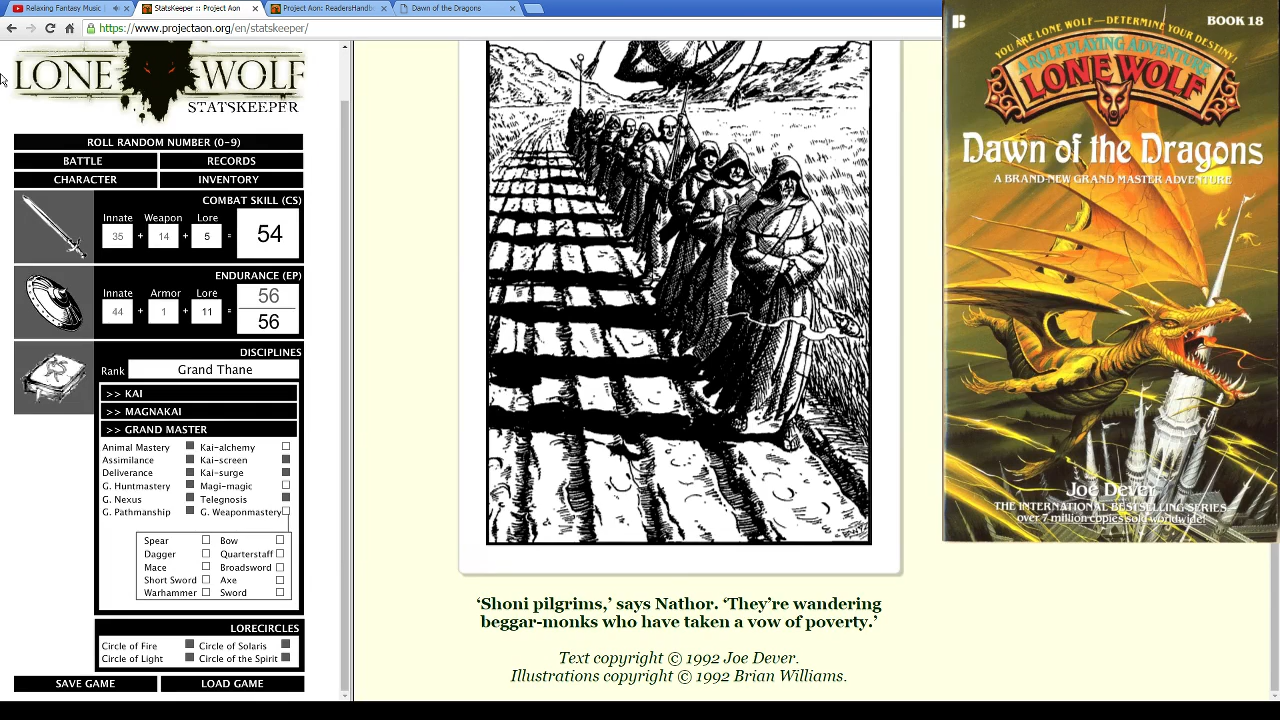 Relaxing Fantasy Music
StatsKeeper :: Project Aon
Project Aon: ReadersHandb
Dawn of the Dragons
https://www.projectaon.org/en/statskeeper/
LONE WOLF
STATSKEEPER
ROLL RANDOM NUMBER (0-9)
BATTLE RECORDS
CHARACTER INVENTORY
COMBAT SKILL (CS)
Innate Weapon Lore
35 + 14 + 5 = 54
ENDURANCE (EP)
56
Innate Armor Lore
44 + 1 + 11 = 56
DISCIPLINES
Rank Grand Thane
>> KAI
>> MAGNAKAI
>> GRAND MASTER
Animal Mastery Kai-alchemy
Assimilance Kai-screen
Deliverance Kai-surge
G. Huntmastery Magi-magic
G. Nexus Telegnosis
G. Pathmanship G. Weaponmastery
Spear Bow
Dagger Quarterstaff
Mace Broadsword
Short Sword Axe
Warhammer Sword
LORECIRCLES
Circle of Fire Circle of Solaris
Circle of Light Circle of the Spirit
SAVE GAME LOAD GAME
‘Shoni pilgrims,’ says Nathor. ‘They’re wandering
beggar-monks who have taken a vow of poverty.’
Text copyright © 1992 Joe Dever.
Illustrations copyright © 1992 Brian Williams.
B
BOOK 18
YOU ARE LONE WOLF—DETERMINE YOUR DESTINY!
A ROLE PLAYING ADVENTURE
LONE WOLF
Dawn of the Dragons
A BRAND-NEW GRAND MASTER ADVENTURE
Joe Dever
THE INTERNATIONAL BESTSELLING SERIES—
over 7 million copies sold worldwide!